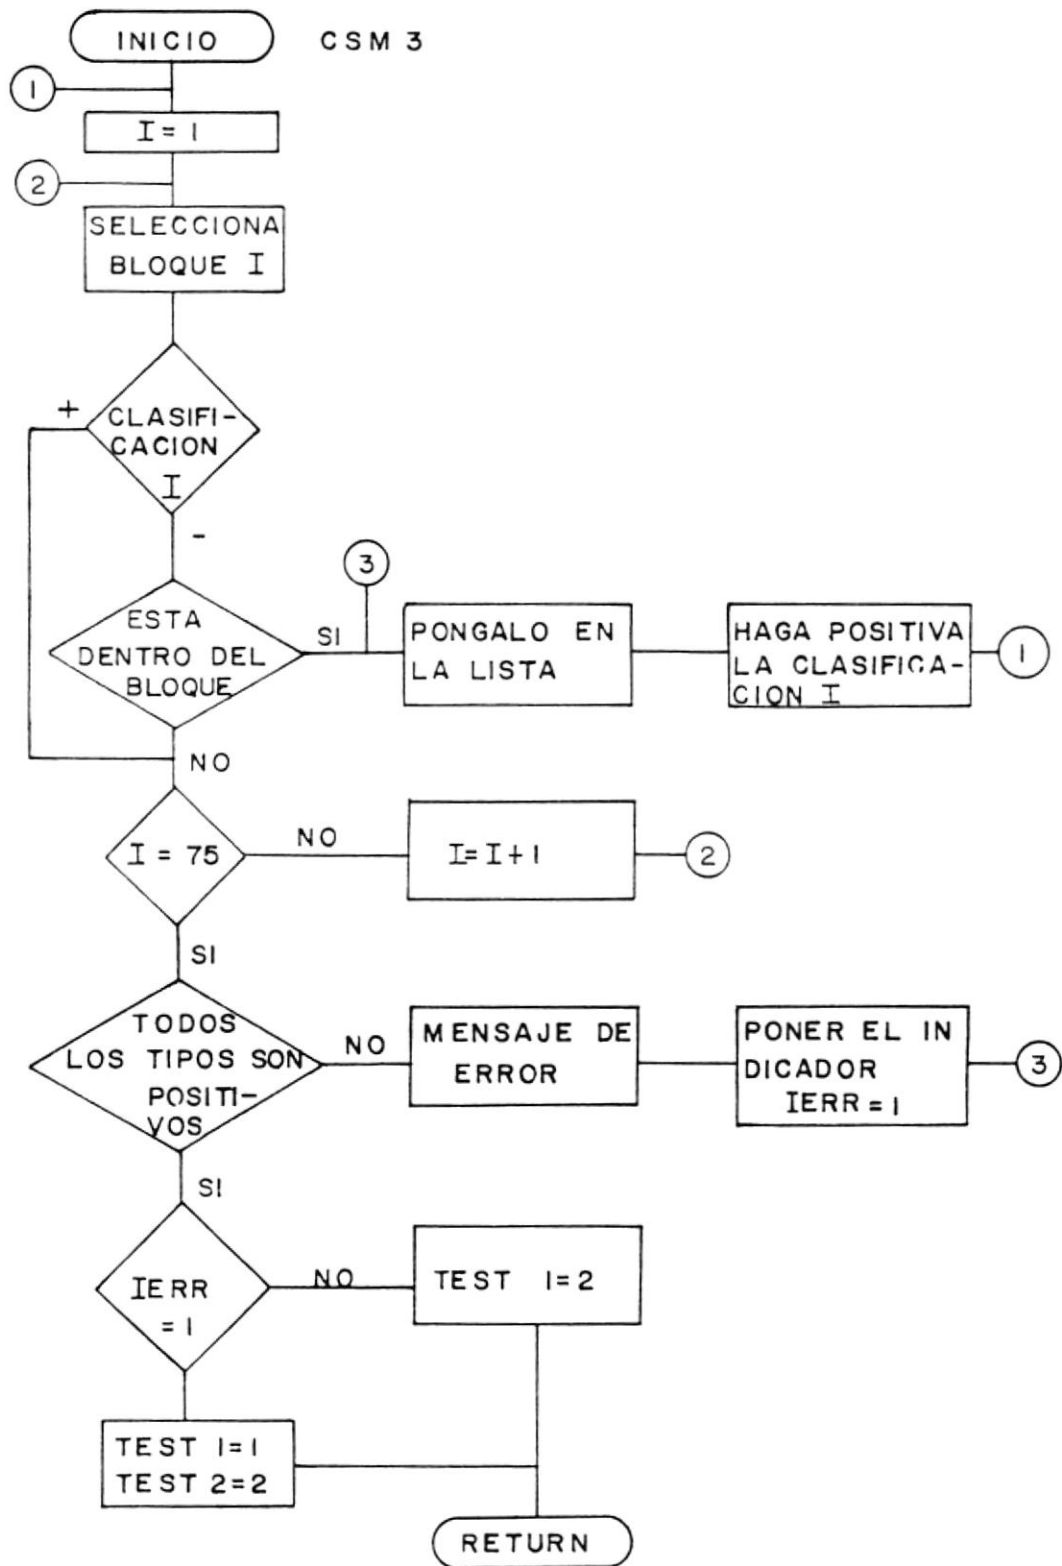 INICIO
CSM 3
1
I = 1
2
SELECCIONA
BLOQUE I
+
CLASIFI-
CACION
I
-
3
ESTA
DENTRO DEL
BLOQUE
SI
PONGALO EN
LA LISTA
HAGA POSITIVA
LA CLASIFICA-
CION I
1
NO
I = 75
NO
I=I+1
2
SI
TODOS
LOS TIPOS SON
POSITI-
VOS
NO
MENSAJE DE
ERROR
PONER EL IN
DICADOR
IERR = 1
3
SI
IERR
= 1
NO
TEST 1=2
TEST 1=1
TEST 2=2
RETURN